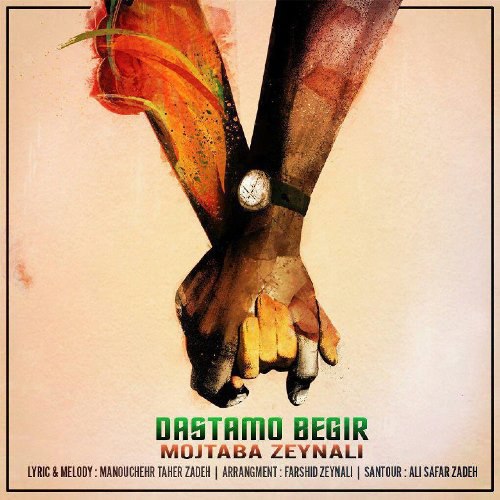 DASTAMO BEGIR
MOJTABA ZEYNALI
LYRIC & MELODY : MANOUCHEHR TAHER ZADEH | ARRANGMENT : FARSHID ZEYNALI | SANTOUR : ALI SAFAR ZADEH